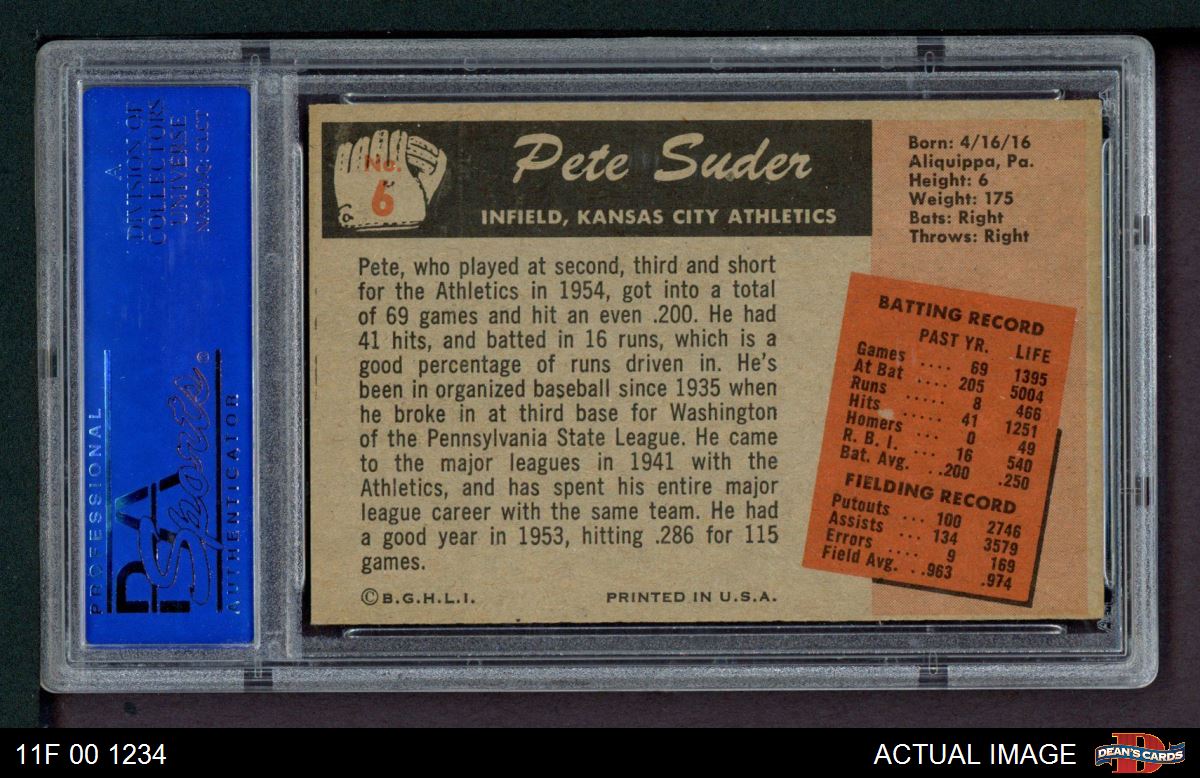 A
DIVISION OF
COLLECTORS
UNIVERSE
NASDAQ: CLCT
PROFESSIONAL
PSA
Sports®
AUTHENTICATOR
No.
6
Pete Suder
INFIELD, KANSAS CITY ATHLETICS
Born: 4/16/16
Aliquippa, Pa.
Height: 6
Weight: 175
Bats: Right
Throws: Right
Pete, who played at second, third and short
for the Athletics in 1954, got into a total
of 69 games and hit an even .200. He had
41 hits, and batted in 16 runs, which is a
good percentage of runs driven in. He's
been in organized baseball since 1935 when
he broke in at third base for Washington
of the Pennsylvania State League. He came
to the major leagues in 1941 with the
Athletics, and has spent his entire major
league career with the same team. He had
a good year in 1953, hitting .286 for 115
games.
©B.G.H.L.I. PRINTED IN U.S.A.
BATTING RECORD
PAST YR. LIFE
Games .... 69 1395
At Bat .... 205 5004
Runs ..... 8 466
Hits ..... 41 1251
Homers ... 0 49
R. B. I. .... 16 540
Bat. Avg. ..200 .250
FIELDING RECORD
Putouts ... 100 2746
Assists .... 134 3579
Errors .... 9 169
Field Avg. ..963 .974
11F 00 1234
ACTUAL IMAGE
DEAN'S CARDS